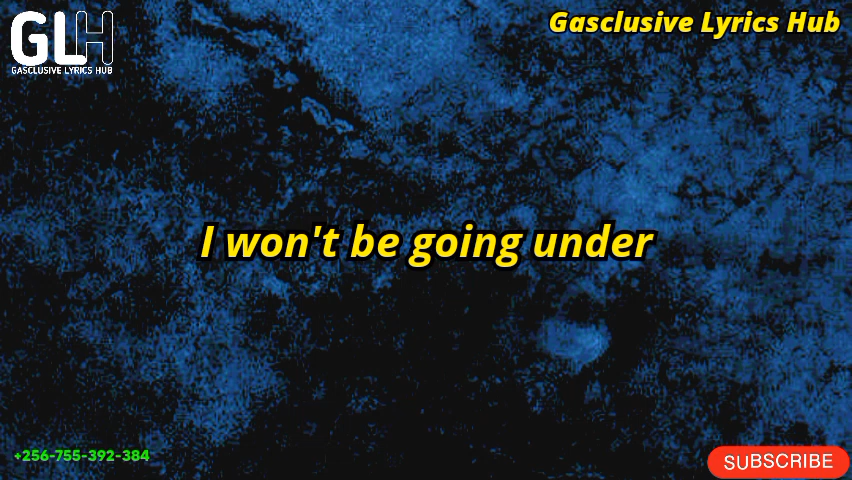 GLH
GASCLUSIVE LYRICS HUB
Gasclusive Lyrics Hub
I won't be going under
+256-755-392-384
SUBSCRIBE